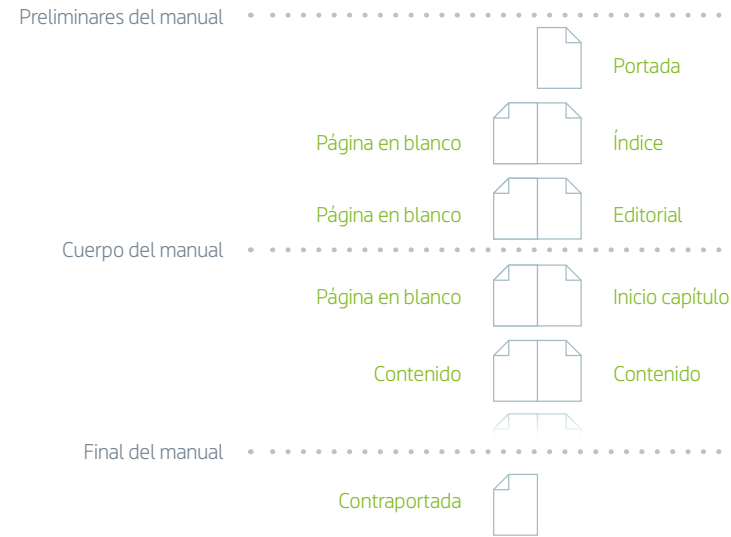 Preliminares del manual
Portada
Página en blanco
Índice
Página en blanco
Editorial
Cuerpo del manual
Página en blanco
Inicio capítulo
Contenido
Contenido
Final del manual
Contraportada